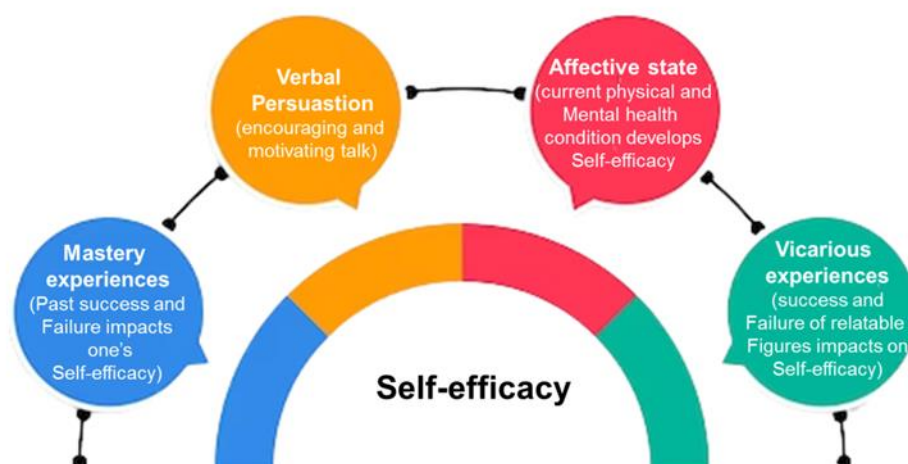 Verbal
Persuastion
(encouraging and
motivating talk)
Affective state
(current physical and
Mental health
condition develops
Self-efficacy
Mastery
experiences
(Past success and
Failure impacts
one's
Self-efficacy)
Vicarious
experiences
(success and
Failure of relatable
Figures impacts on
Self-efficacy)
Self-efficacy